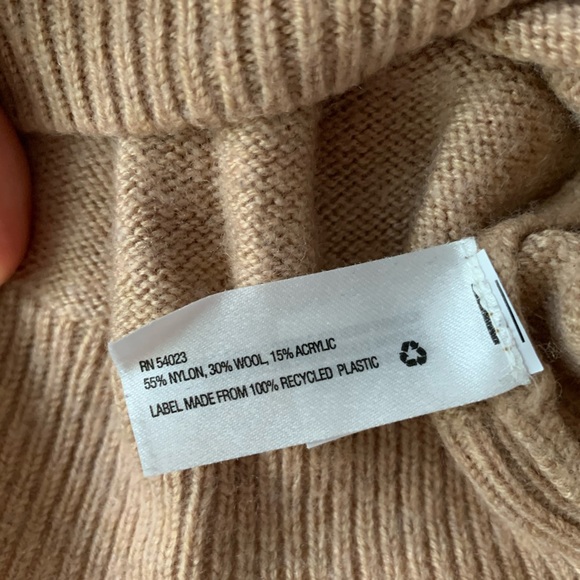 RN 54023
55% NYLON, 30% WOOL, 15% ACRYLIC
LABEL MADE FROM 100% RECYCLED PLASTIC